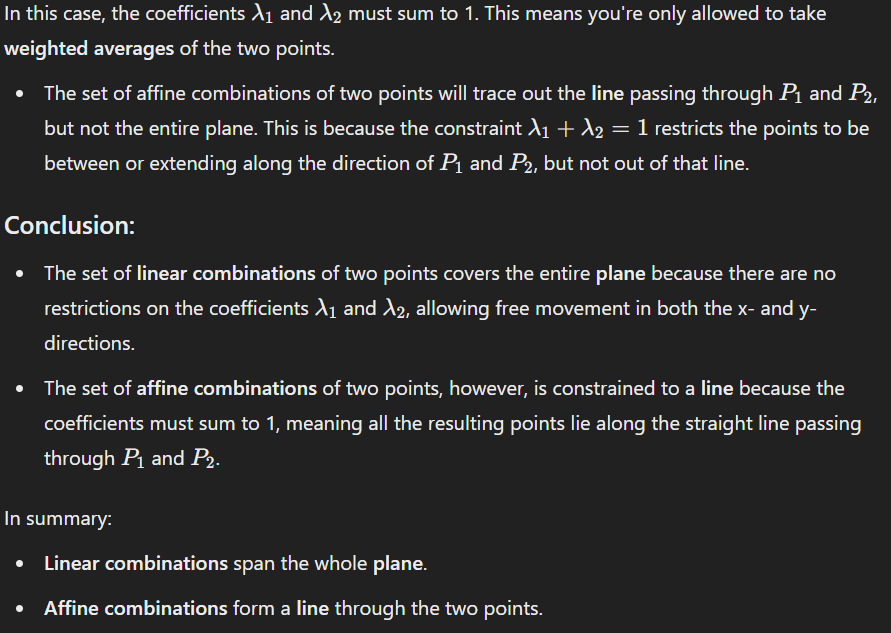 In this case, the coefficients λ₁ and λ₂ must sum to 1. This means you're only allowed to take
weighted averages of the two points.
• The set of affine combinations of two points will trace out the line passing through P₁ and P₂,
but not the entire plane. This is because the constraint λ₁ + λ₂ = 1 restricts the points to be
between or extending along the direction of P₁ and P₂, but not out of that line.
Conclusion:
• The set of linear combinations of two points covers the entire plane because there are no
restrictions on the coefficients λ₁ and λ₂, allowing free movement in both the x- and y-
directions.
• The set of affine combinations of two points, however, is constrained to a line because the
coefficients must sum to 1, meaning all the resulting points lie along the straight line passing
through P₁ and P₂.
In summary:
• Linear combinations span the whole plane.
• Affine combinations form a line through the two points.